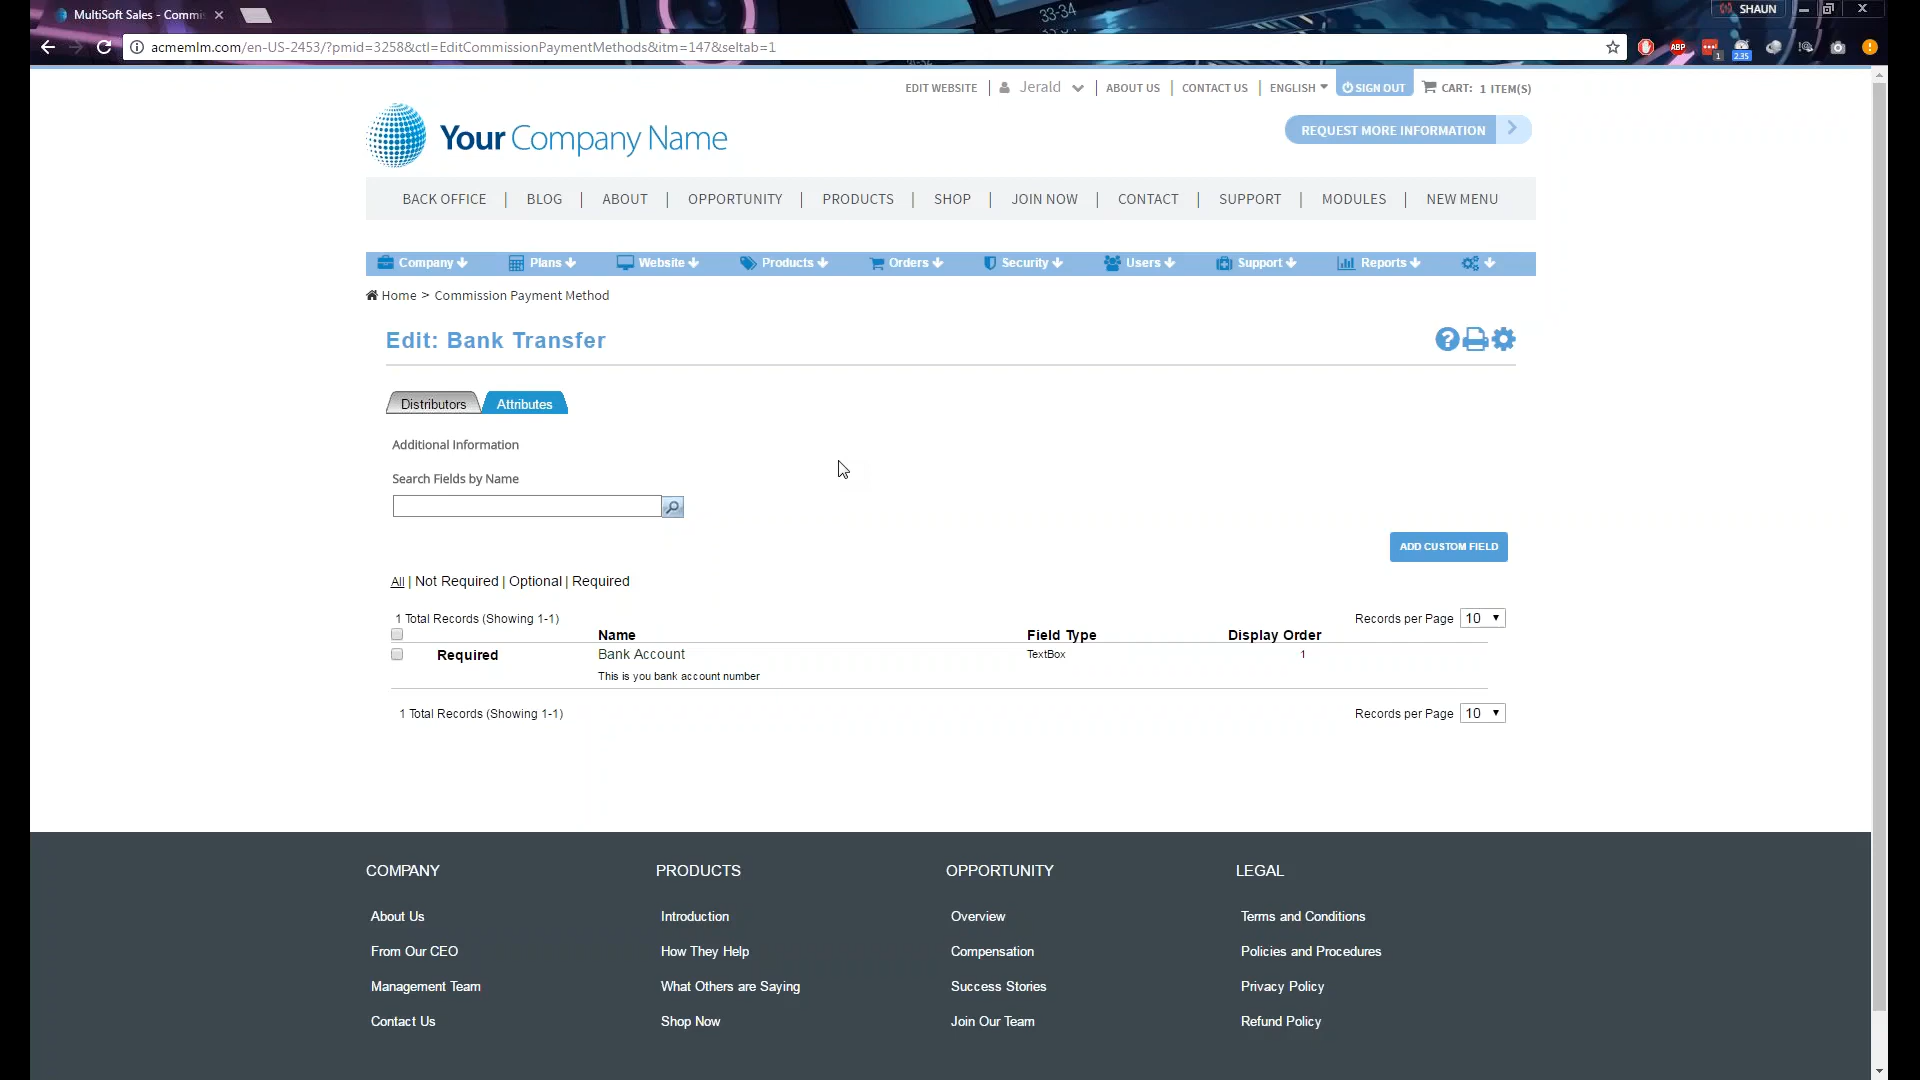 MultiSoft Sales - Commis
33-34
SHAUN
acmemlm.com/en-US-2453/?pmid=3258&ctl=EditCommissionPaymentMethods&itm=147&seltab=1
ABP
1
2.35
EDIT WEBSITE | Jerald | ABOUT US | CONTACT US | ENGLISH SIGN OUT CART: 1 ITEM(S)
Your Company Name
REQUEST MORE INFORMATION
BACK OFFICE | BLOG | ABOUT | OPPORTUNITY | PRODUCTS | SHOP | JOIN NOW | CONTACT | SUPPORT | MODULES | NEW MENU
Company Plans Website Products Orders Security Users Support Reports
Home > Commission Payment Method
Edit: Bank Transfer
Distributors Attributes
Additional Information
Search Fields by Name
ADD CUSTOM FIELD
All | Not Required | Optional | Required
1 Total Records (Showing 1-1) Records per Page 10
Name Field Type Display Order
Required Bank Account TextBox 1
This is you bank account number
1 Total Records (Showing 1-1) Records per Page 10
COMPANY PRODUCTS OPPORTUNITY LEGAL
About Us Introduction Overview Terms and Conditions
From Our CEO How They Help Compensation Policies and Procedures
Management Team What Others are Saying Success Stories Privacy Policy
Contact Us Shop Now Join Our Team Refund Policy